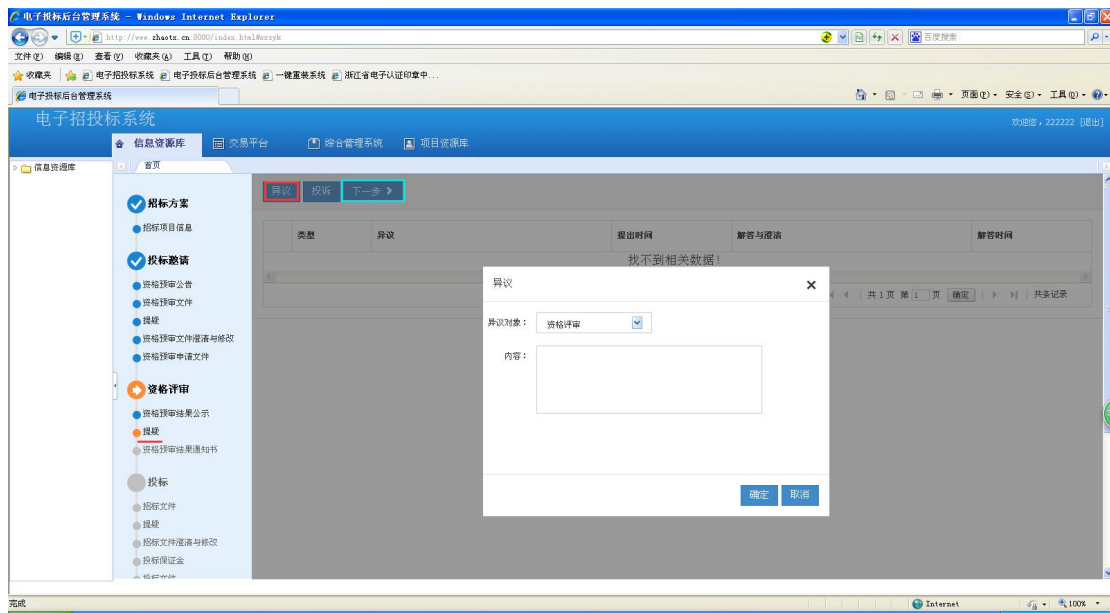 电子投标后台管理系统 - Windows Internet Explorer
http://www.zhaotx.cn:8080/index.html#xxzyk
百度搜索
文件(F) 编辑(E) 查看(V) 收藏夹(A) 工具(T) 帮助(H)
收藏夹 电子招投标系统 电子投标后台管理系统 一键重装系统 浙江省电子认证印章中...
电子投标后台管理系统
页面(P) 安全(S) 工具(O)
电子招投标系统
欢迎您，222222 [退出]
信息资源库 交易平台 综合管理系统 项目资源库
信息资源库
首页
异议 投诉 下一步
招标方案
招标项目信息
投标邀请
资格预审公告
资格预审文件
提疑
资格预审文件澄清与修改
资格预审申请文件
资格评审
资格预审结果公示
提疑
资格预审结果通知书
投标
招标文件
提疑
招标文件澄清与修改
投标保证金
类型 异议 提出时间 解答与澄清 解答时间
找不到相关数据！
共1页 第 1 页 确定 共条记录
异议
异议对象： 资格评审
内容：
确定 取消
完成
Internet
100%